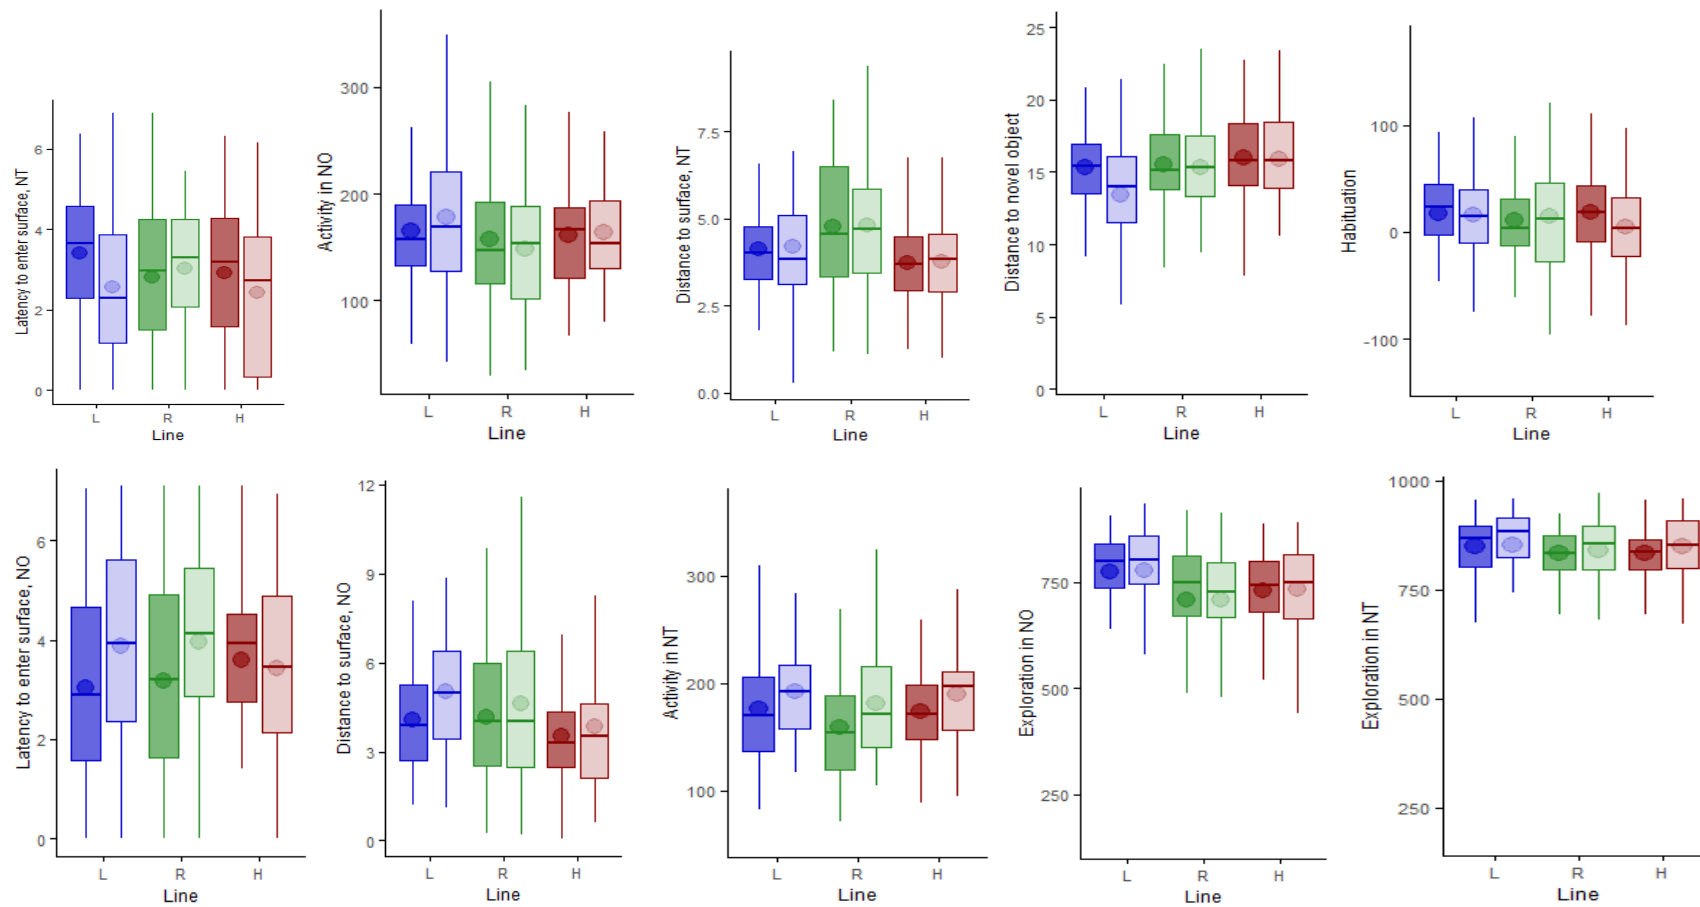 Latency to enter surface, NT
6
4
2
0
L R H
Line
Activity in NO
300
200
100
L R H
Line
Distance to surface, NT
7.5
5.0
2.5
0.0
L R H
Line
Distance to novel object
25
20
15
10
5
0
L R H
Line
Habituation
100
0
-100
L R H
Line
Latency to enter surface, NO
6
4
2
0
L R H
Line
Distance to surface, NO
12
9
6
3
0
L R H
Line
Activity in NT
300
200
100
L R H
Line
Exploration in NO
750
500
250
L R H
Line
Exploration in NT
1000
750
500
250
L R H
Line